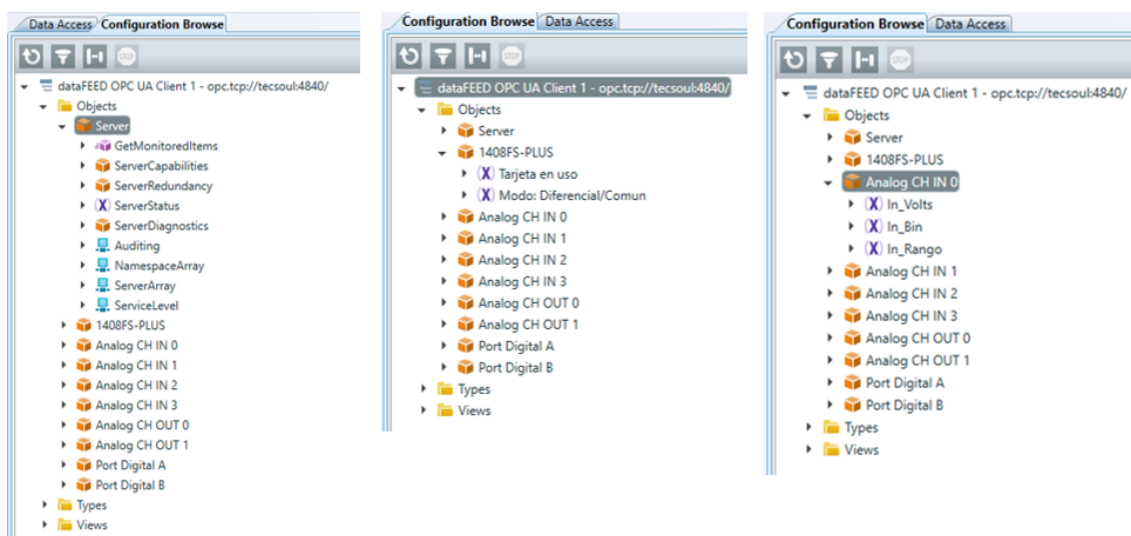 Data Access Configuration Browse
STOP
dataFEED OPC UA Client 1 - opc.tcp://tecsoul:4840/
Objects
Server
GetMonitoredItems
ServerCapabilities
ServerRedundancy
(X) ServerStatus
ServerDiagnostics
Auditing
NamespaceArray
ServerArray
ServiceLevel
1408FS-PLUS
Analog CH IN 0
Analog CH IN 1
Analog CH IN 2
Analog CH IN 3
Analog CH OUT 0
Analog CH OUT 1
Port Digital A
Port Digital B
Types
Views
Configuration Browse Data Access
STOP
dataFEED OPC UA Client 1 - opc.tcp://tecsoul:4840/
Objects
Server
1408FS-PLUS
(X) Tarjeta en uso
(X) Modo: Diferencial/Comun
Analog CH IN 0
Analog CH IN 1
Analog CH IN 2
Analog CH IN 3
Analog CH OUT 0
Analog CH OUT 1
Port Digital A
Port Digital B
Types
Views
Configuration Browse Data Access
STOP
dataFEED OPC UA Client 1 - opc.tcp://tecsoul:4840/
Objects
Server
1408FS-PLUS
Analog CH IN 0
(X) In_Volts
(X) In_Bin
(X) In_Rango
Analog CH IN 1
Analog CH IN 2
Analog CH IN 3
Analog CH OUT 0
Analog CH OUT 1
Port Digital A
Port Digital B
Types
Views